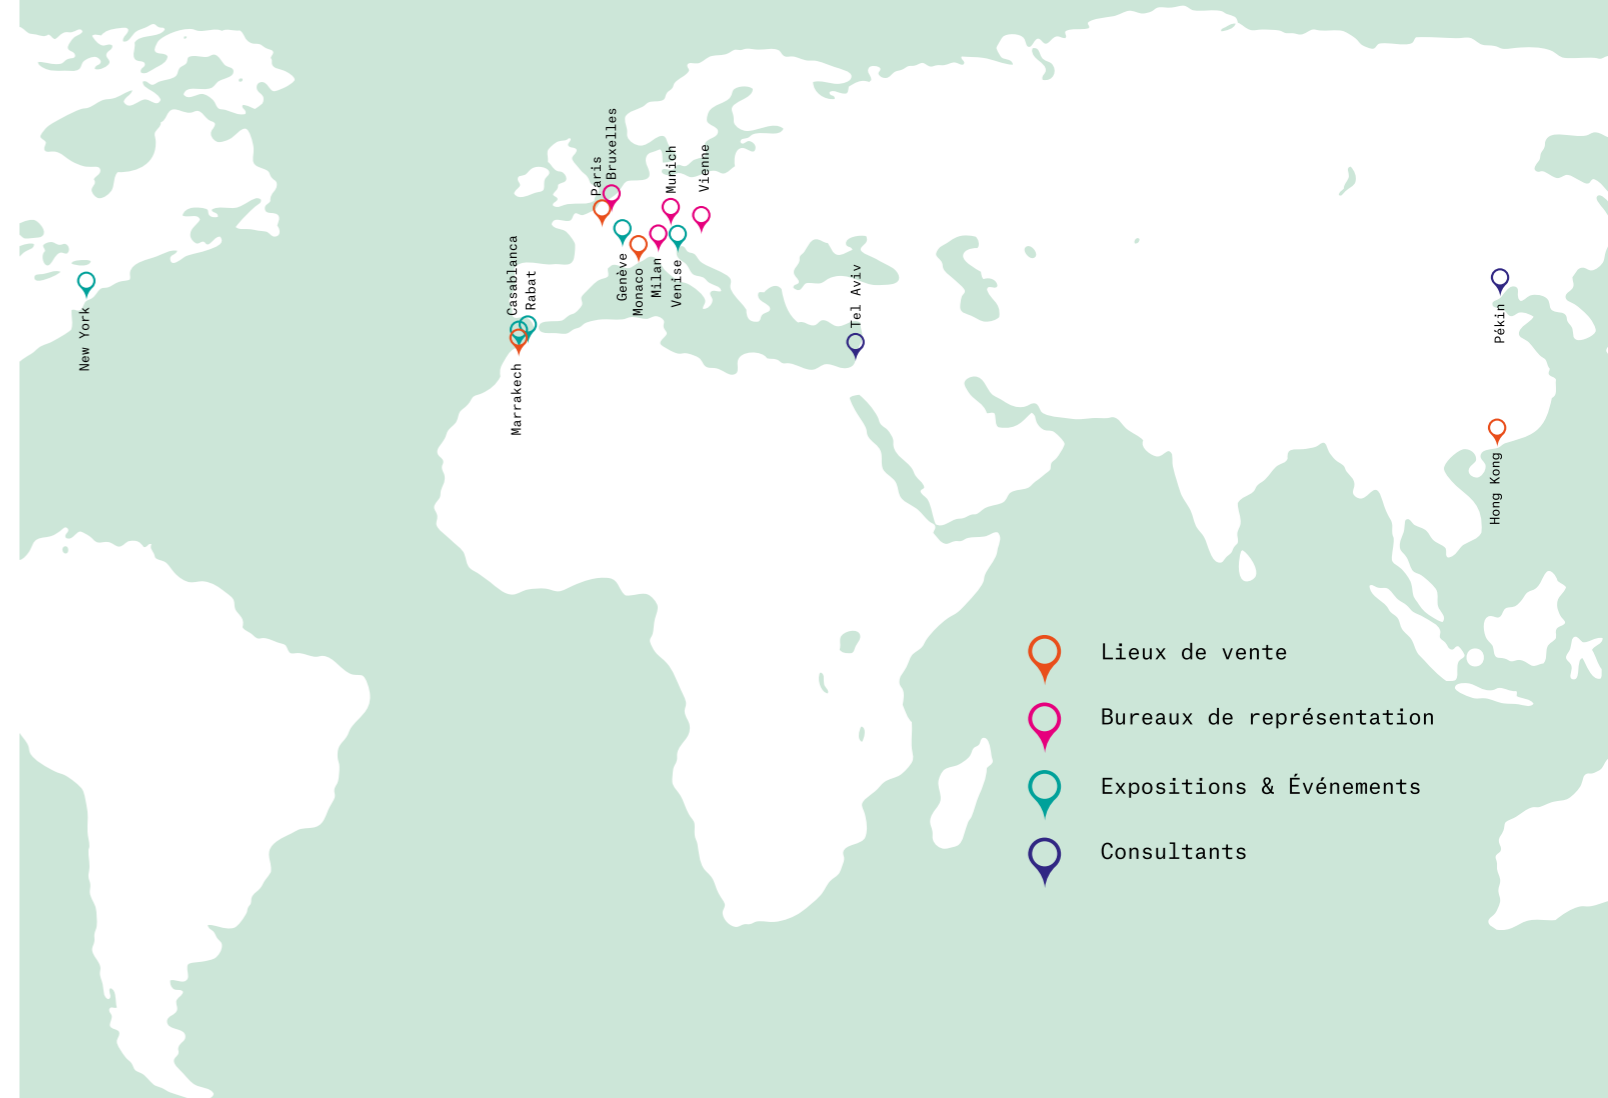 Bruxelles
Paris
Munich
Vienne
Casablanca
Rabat
Genève
Monaco
Milan
Venise
Tel Aviv
New York
Pékin
Marrakech
Hong Kong
Lieux de vente
Bureaux de représentation
Expositions & Événements
Consultants